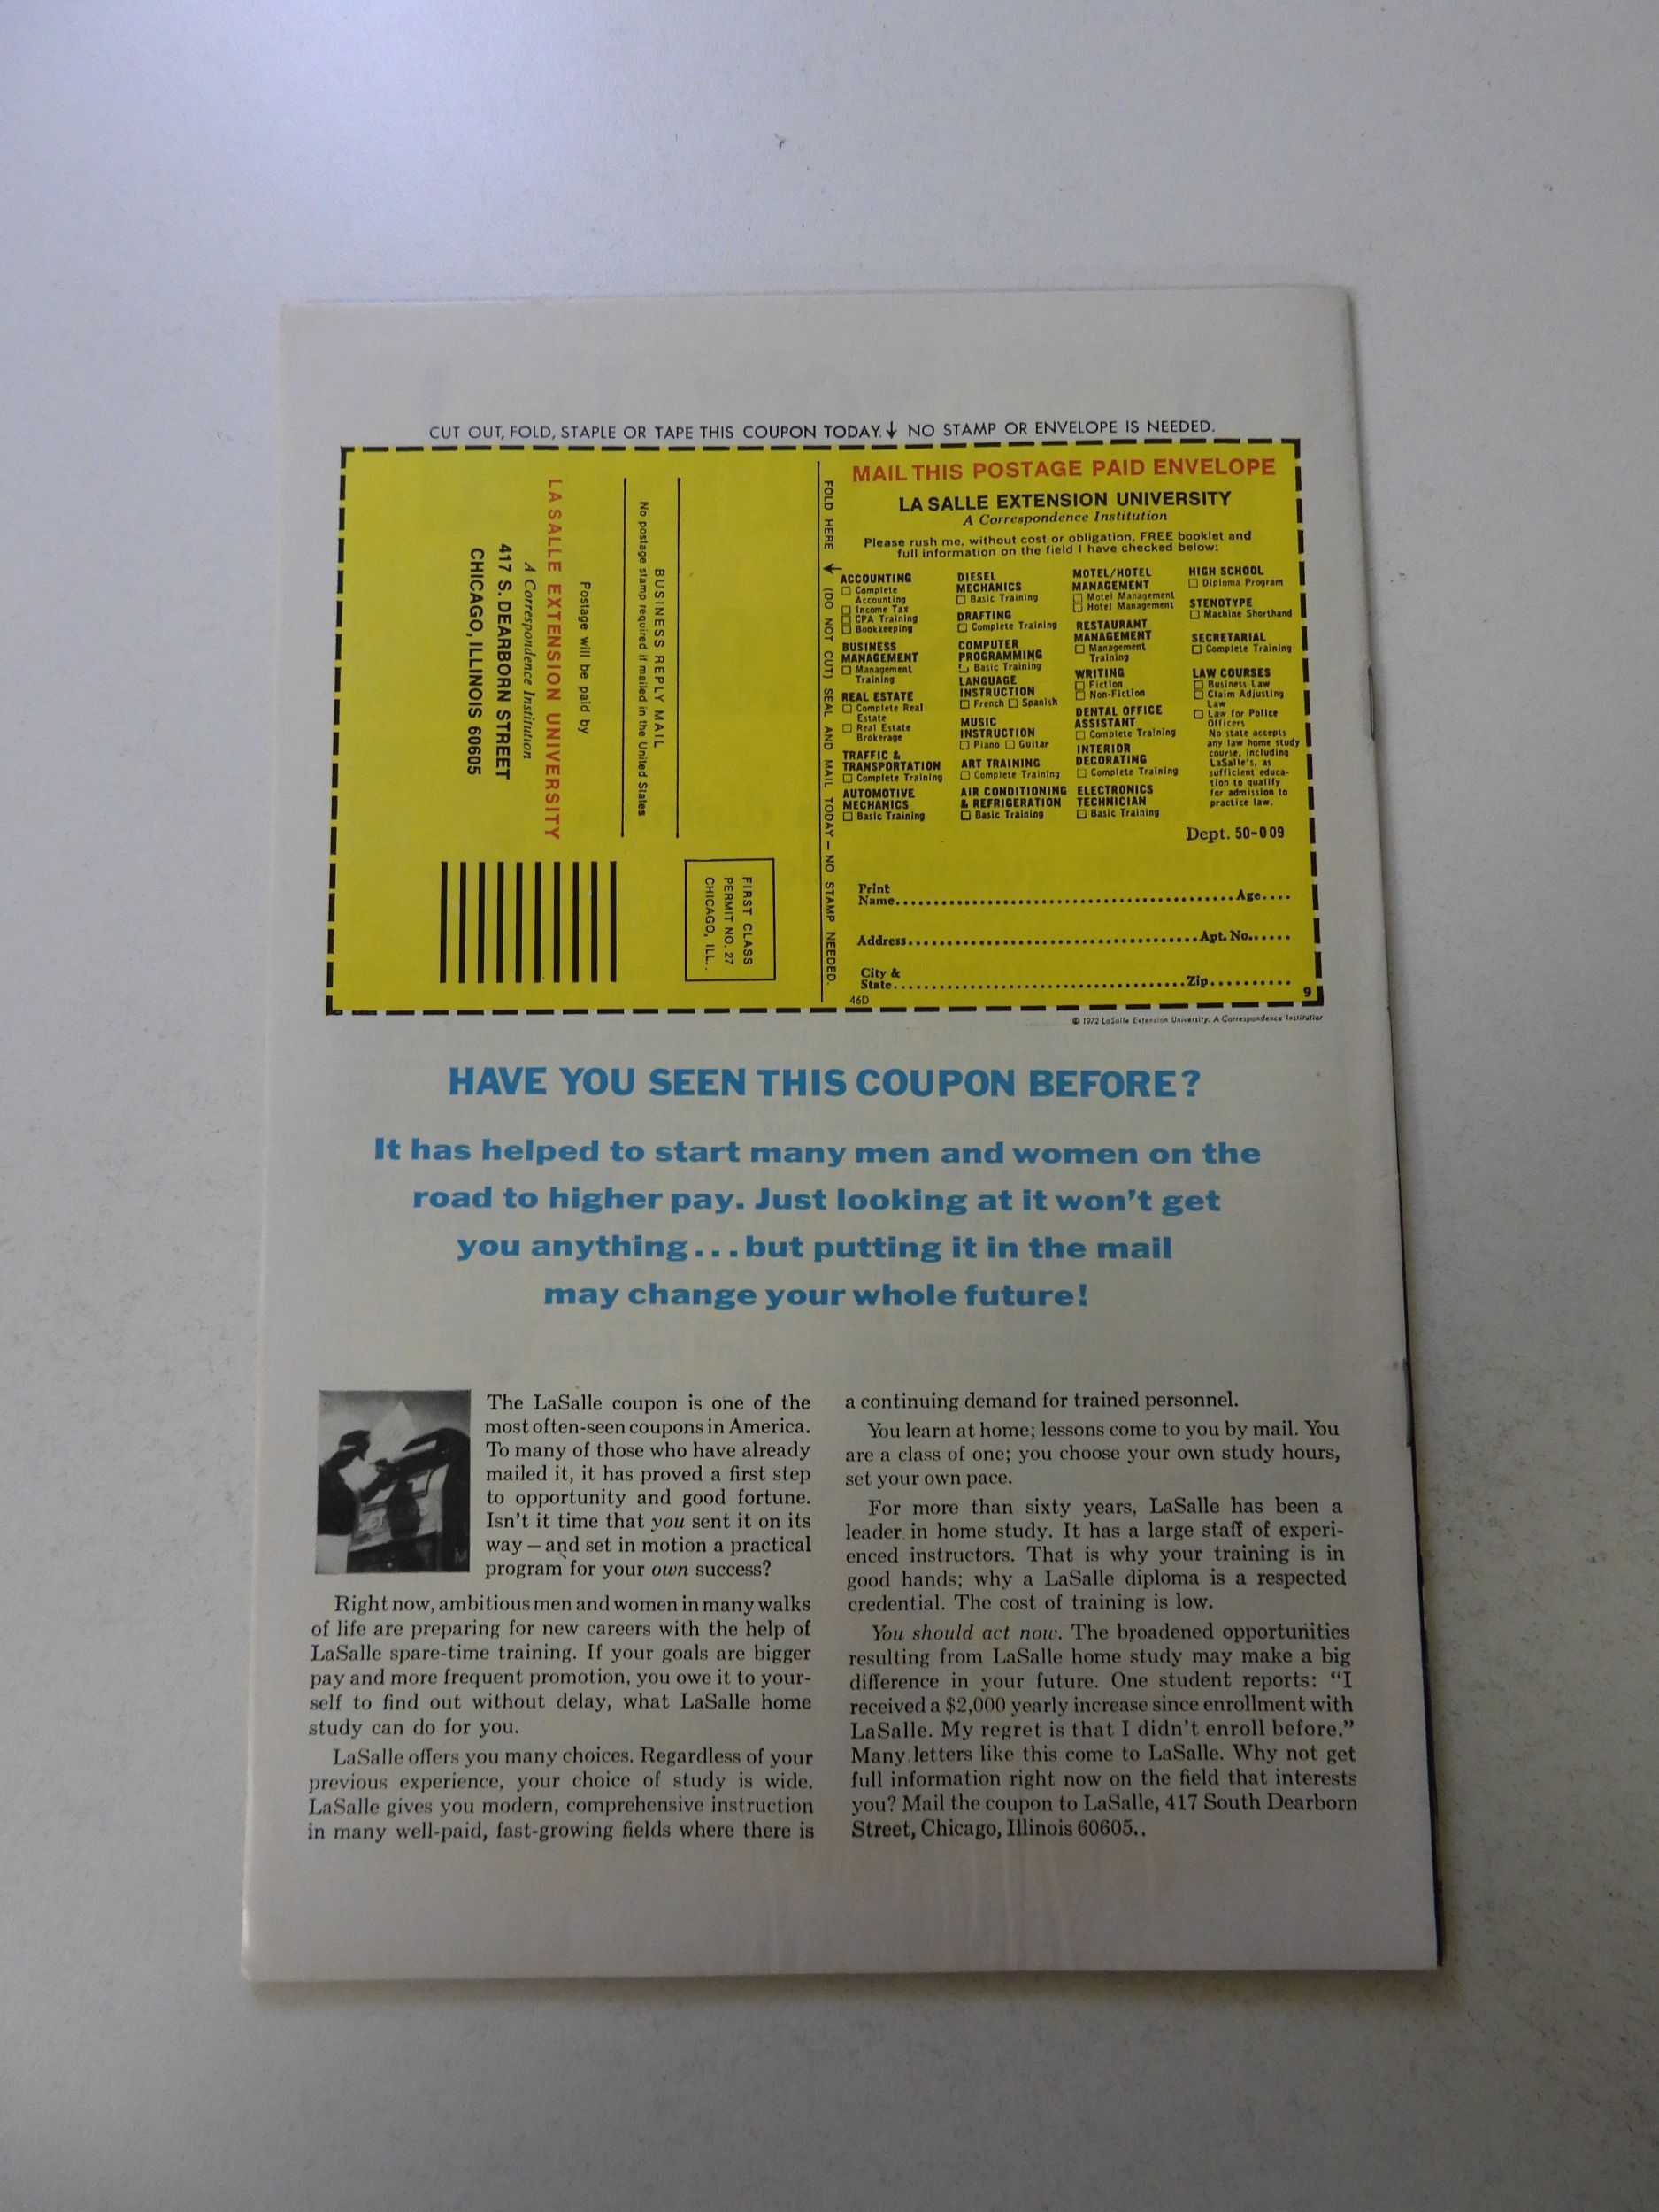 CUT OUT, FOLD, STAPLE OR TAPE THIS COUPON TODAY.↓ NO STAMP OR ENVELOPE IS NEEDED.
LA SALLE EXTENSION UNIVERSITY
A Correspondence Institution
417 S. DEARBORN STREET
CHICAGO, ILLINOIS 60605
Postage will be paid by
BUSINESS REPLY MAIL
No postage stamp required if mailed in the United States
FIRST CLASS
PERMIT NO. 27
CHICAGO, ILL..
FOLD HERE ↓ (DO NOT CUT) SEAL AND MAIL TODAY — NO STAMP NEEDED.
MAIL THIS POSTAGE PAID ENVELOPE
LA SALLE EXTENSION UNIVERSITY
A Correspondence Institution
Please rush me, without cost or obligation, FREE booklet and
full information on the field I have checked below:
ACCOUNTING
☐ Complete
Accounting
☐ Income Tax
☐ CPA Training
☐ Bookkeeping
BUSINESS
MANAGEMENT
☐ Management
Training
REAL ESTATE
☐ Complete Real
Estate
☐ Real Estate
Brokerage
TRAFFIC &
TRANSPORTATION
☐ Complete Training
AUTOMOTIVE
MECHANICS
☐ Basic Training
DIESEL
MECHANICS
☐ Basic Training
DRAFTING
☐ Complete Training
COMPUTER
PROGRAMMING
☐ Basic Training
LANGUAGE
INSTRUCTION
☐ French ☐ Spanish
MUSIC
INSTRUCTION
☐ Piano ☐ Guitar
ART TRAINING
☐ Complete Training
AIR CONDITIONING
& REFRIGERATION
☐ Basic Training
MOTEL/HOTEL
MANAGEMENT
☐ Motel Management
☐ Hotel Management
RESTAURANT
MANAGEMENT
☐ Management
Training
WRITING
☐ Fiction
☐ Non-Fiction
DENTAL OFFICE
ASSISTANT
☐ Complete Training
INTERIOR
DECORATING
☐ Complete Training
ELECTRONICS
TECHNICIAN
☐ Basic Training
HIGH SCHOOL
☐ Diploma Program
STENOTYPE
☐ Machine Shorthand
SECRETARIAL
☐ Complete Training
LAW COURSES
☐ Business Law
☐ Claim Adjusting
Law
☐ Law for Police
Officers
No state accepts
any law home study
course, including
LaSalle's, as
sufficient educa-
tion to qualify
for admission to
practice law.
Dept. 50-009
Print
Name..........Age....
Address..........Apt. No......
City &
State..........Zip..........
46D
9
© 1972 LaSalle Extension University, A Correspondence Institution
HAVE YOU SEEN THIS COUPON BEFORE?
It has helped to start many men and women on the
road to higher pay. Just looking at it won't get
you anything...but putting it in the mail
may change your whole future!
The LaSalle coupon is one of the
most often-seen coupons in America.
To many of those who have already
mailed it, it has proved a first step
to opportunity and good fortune.
Isn't it time that you sent it on its
way — and set in motion a practical
program for your own success?
Right now, ambitious men and women in many walks
of life are preparing for new careers with the help of
LaSalle spare-time training. If your goals are bigger
pay and more frequent promotion, you owe it to your-
self to find out without delay, what LaSalle home
study can do for you.
LaSalle offers you many choices. Regardless of your
previous experience, your choice of study is wide.
LaSalle gives you modern, comprehensive instruction
in many well-paid, fast-growing fields where there is
a continuing demand for trained personnel.
You learn at home; lessons come to you by mail. You
are a class of one; you choose your own study hours,
set your own pace.
For more than sixty years, LaSalle has been a
leader in home study. It has a large staff of experi-
enced instructors. That is why your training is in
good hands; why a LaSalle diploma is a respected
credential. The cost of training is low.
You should act now. The broadened opportunities
resulting from LaSalle home study may make a big
difference in your future. One student reports: “I
received a $2,000 yearly increase since enrollment with
LaSalle. My regret is that I didn't enroll before.”
Many letters like this come to LaSalle. Why not get
full information right now on the field that interests
you? Mail the coupon to LaSalle, 417 South Dearborn
Street, Chicago, Illinois 60605..